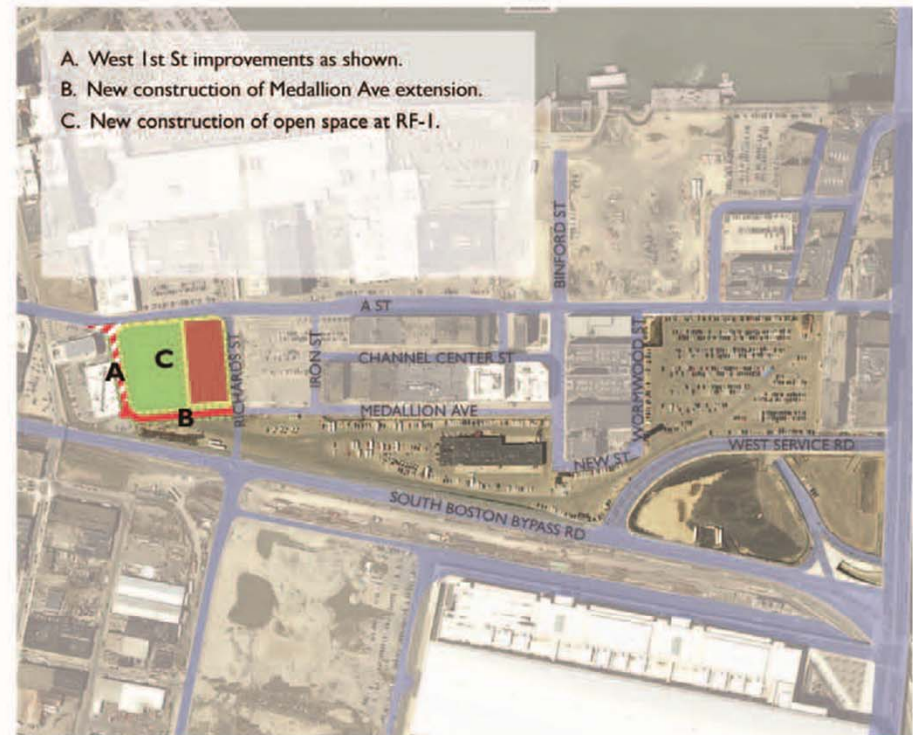 A. West 1st St improvements as shown.
B. New construction of Medallion Ave extension.
C. New construction of open space at RF-1.
BINFORD ST
A ST
C
A
B
RICHARDS ST
IRON ST
CHANNEL CENTER ST
WORMWOOD ST
MEDALLION AVE
NEW ST
WEST SERVICE RD
SOUTH BOSTON BYPASS RD